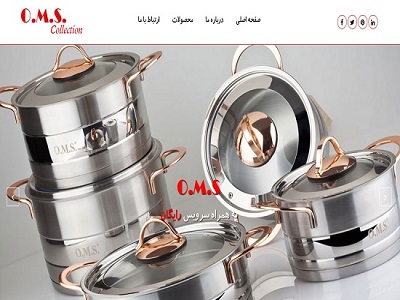 O.M.S.
Collection
صفحه اصلی
درباره ما
محصولات
ارتباط با ما
O.M.S.
O.M.S.
O.M.S.
O.M.S
به همراه سرویس رایگان